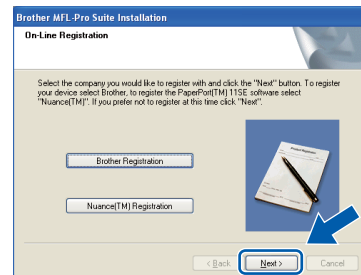 Brother MFL-Pro Suite Installation
On-Line Registration
Select the company you would like to register with and click the "Next" button. To register
your device select Brother, to register the PaperPort(TM) 11SE software select
"Nuance(TM)". If you prefer not to register at this time click "Next".
Brother Registration
Nuance(TM) Registration
< Back Next > Cancel